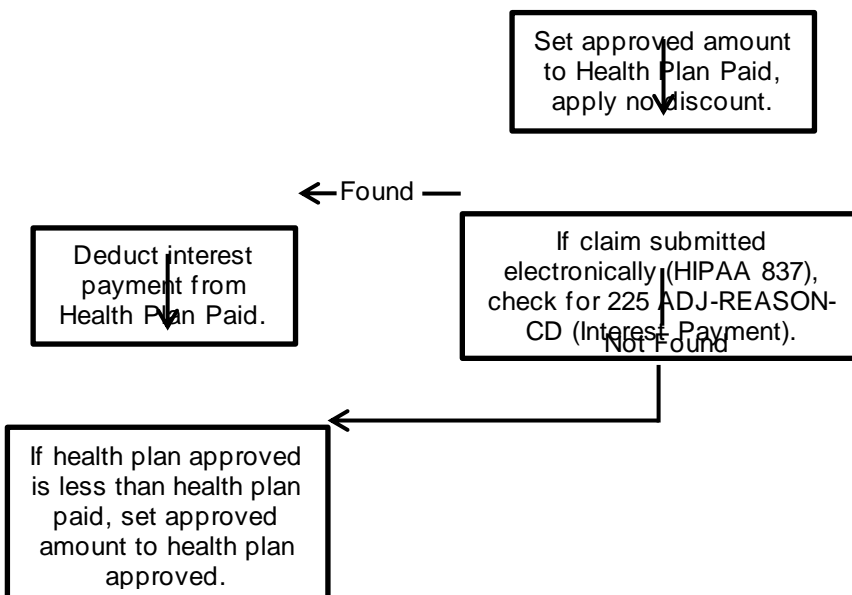 Set approved amount
to Health Plan Paid,
apply no discount.
Found
Deduct interest
payment from
Health Plan Paid.
If claim submitted
electronically (HIPAA 837),
check for 225 ADJ-REASON-
CD (Interest Payment).
Not Found
If health plan approved
is less than health plan
paid, set approved
amount to health plan
approved.